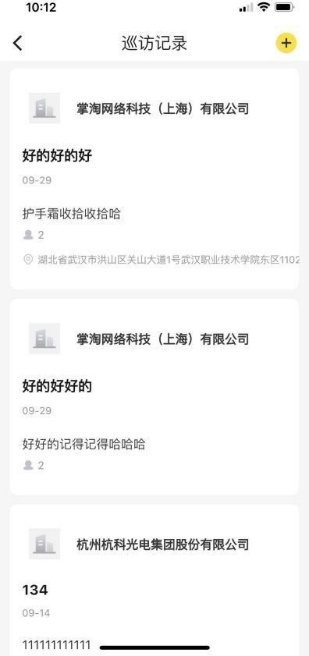 10:12
巡访记录
掌淘网络科技（上海）有限公司
好的好的好
09-29
护手霜收拾收拾哈
2
湖北省武汉市洪山区关山大道1号武汉职业技术学院东区1102
掌淘网络科技（上海）有限公司
好的好好的
09-29
好好的记得记得哈哈哈
2
杭州杭科光电集团股份有限公司
134
09-14
111111111111